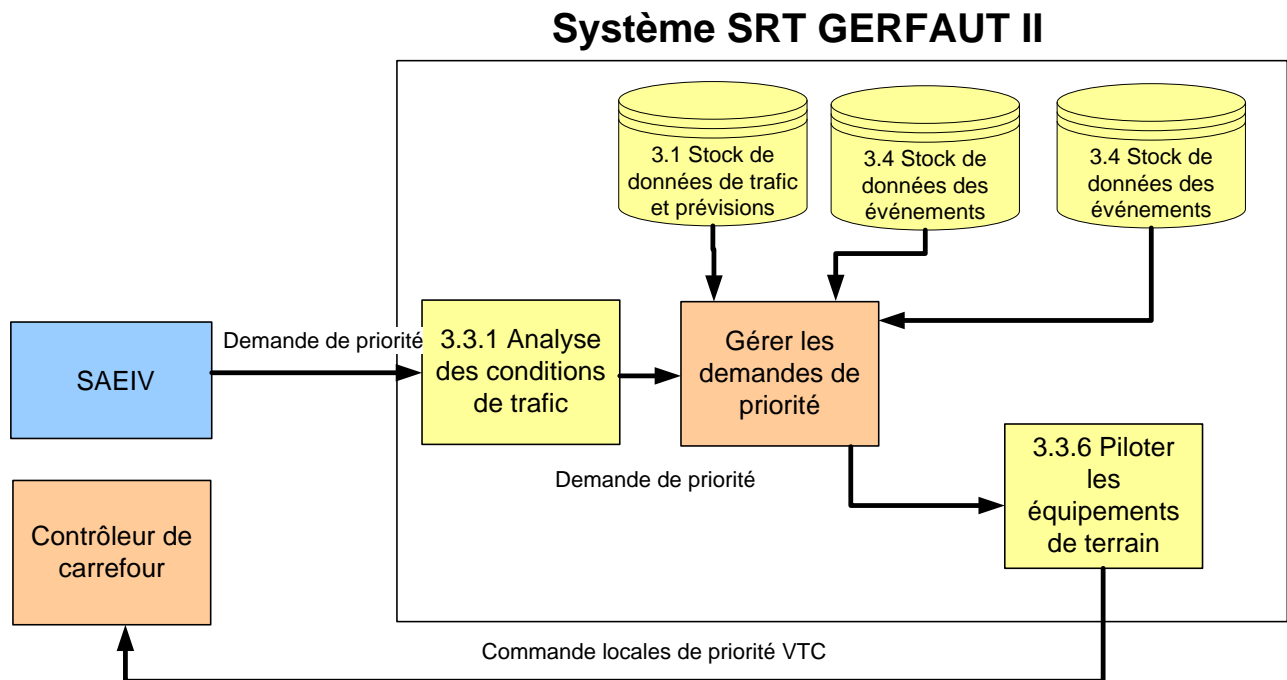 Système SRT GERFAUT II
3.1 Stock de
données de trafic
et prévisions
3.4 Stock de
données des
événements
3.4 Stock de
données des
événements
SAEIV
Demande de priorité
3.3.1 Analyse
des conditions
de trafic
Gérer les
demandes de
priorité
Demande de priorité
3.3.6 Piloter
les
équipements
de terrain
Contrôleur de
carrefour
Commande locales de priorité VTC